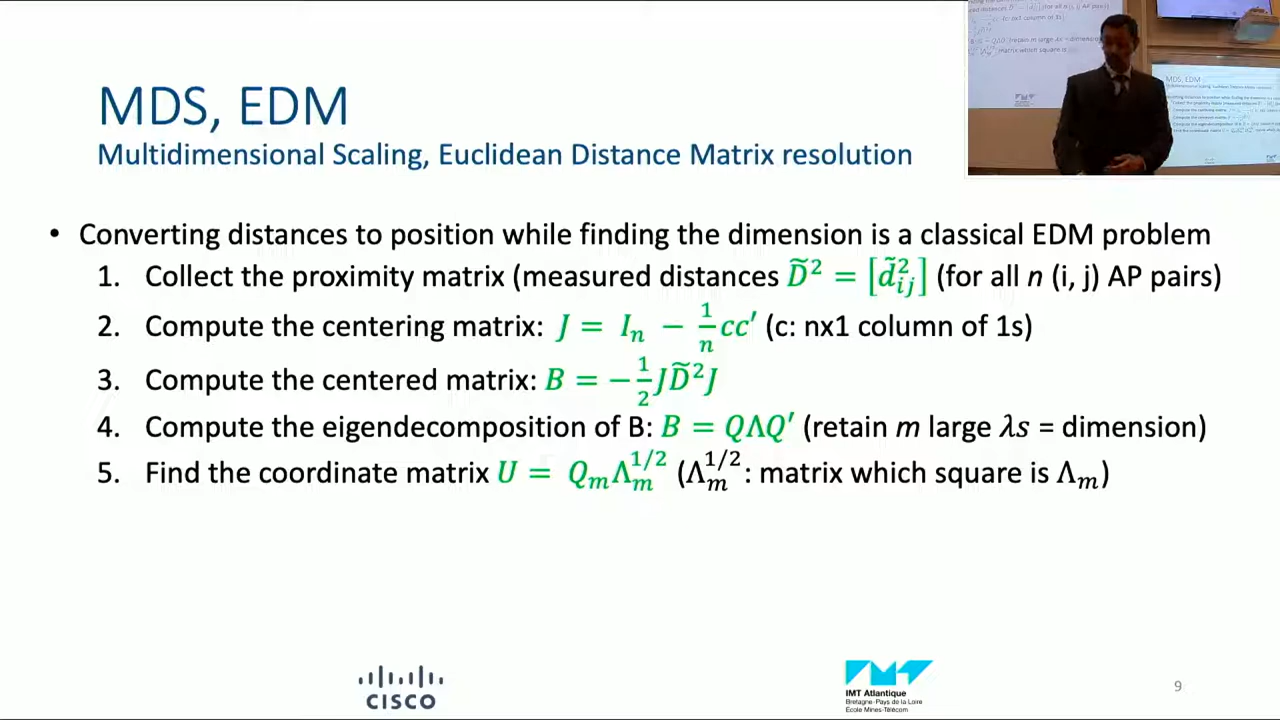 MDS, EDM
Multidimensional Scaling, Euclidean Distance Matrix resolution
• Converting distances to position while finding the dimension is a classical EDM problem
1. Collect the proximity matrix (measured distances D̃² = [d̃²ᵢⱼ] (for all n (i, j) AP pairs)
2. Compute the centering matrix: J = Iₙ − 1/n cc′ (c: nx1 column of 1s)
3. Compute the centered matrix: B = −1/2 JD̃²J
4. Compute the eigendecomposition of B: B = QΛQ′ (retain m large λs = dimension)
5. Find the coordinate matrix U = QₘΛₘ^1/2 (Λₘ^1/2: matrix which square is Λₘ)
CISCO
IMT Atlantique
Bretagne-Pays de la Loire
École Mines-Télécom
9
MDS, EDM